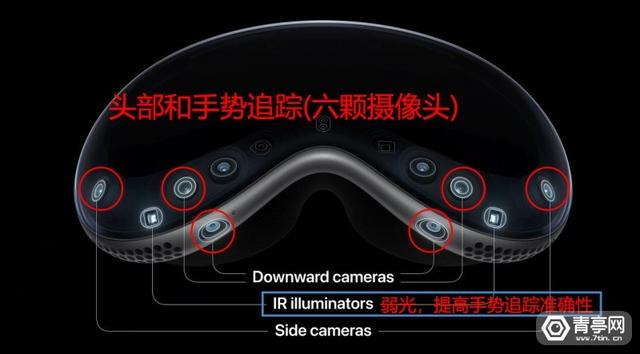 头部和手势追踪(六颗摄像头)
Downward cameras
IR illuminators 弱光，提高手势追踪准确性
Side cameras
青亭网
www.7tin.cn